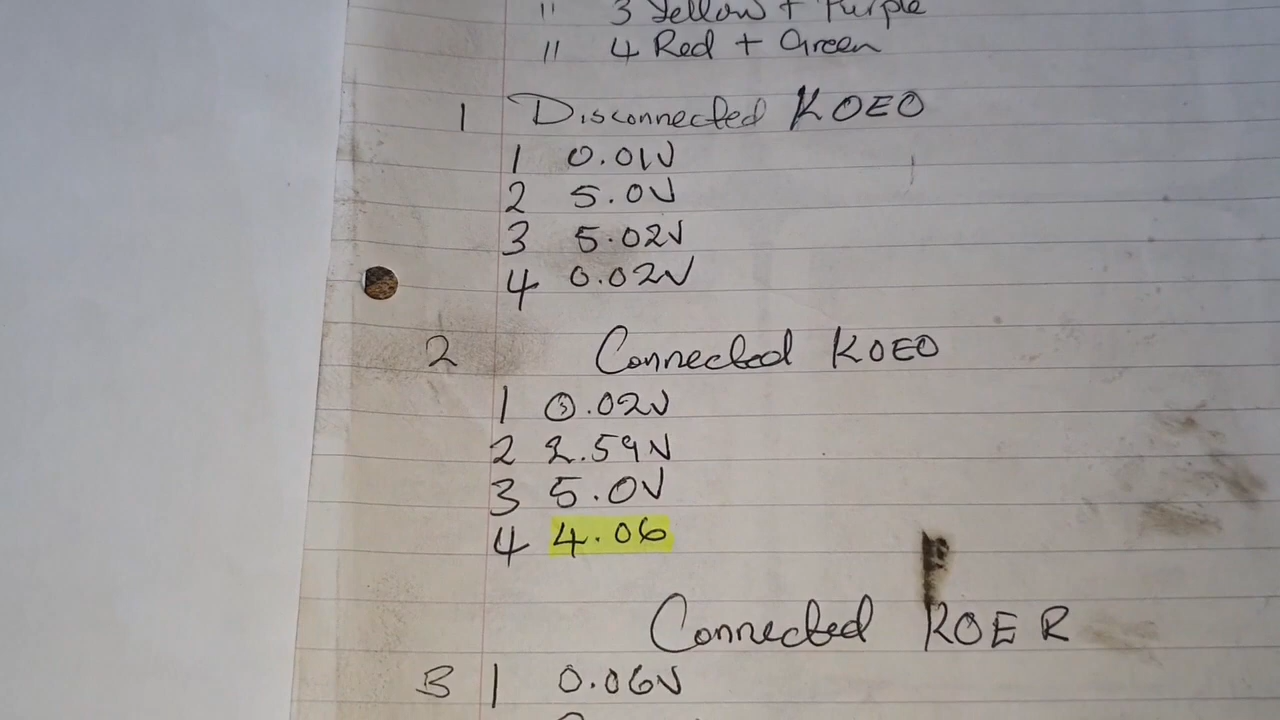 " 3 Yellow + Purple
" 4 Red + Green
1 Disconnected KOEO
1 0.01V
2 5.0V
3 5.02V
4 0.02V
2 Connected KOEO
1 0.02V
2 2.59V
3 5.0V
4 4.06
Connected KOER
3 1 0.06V